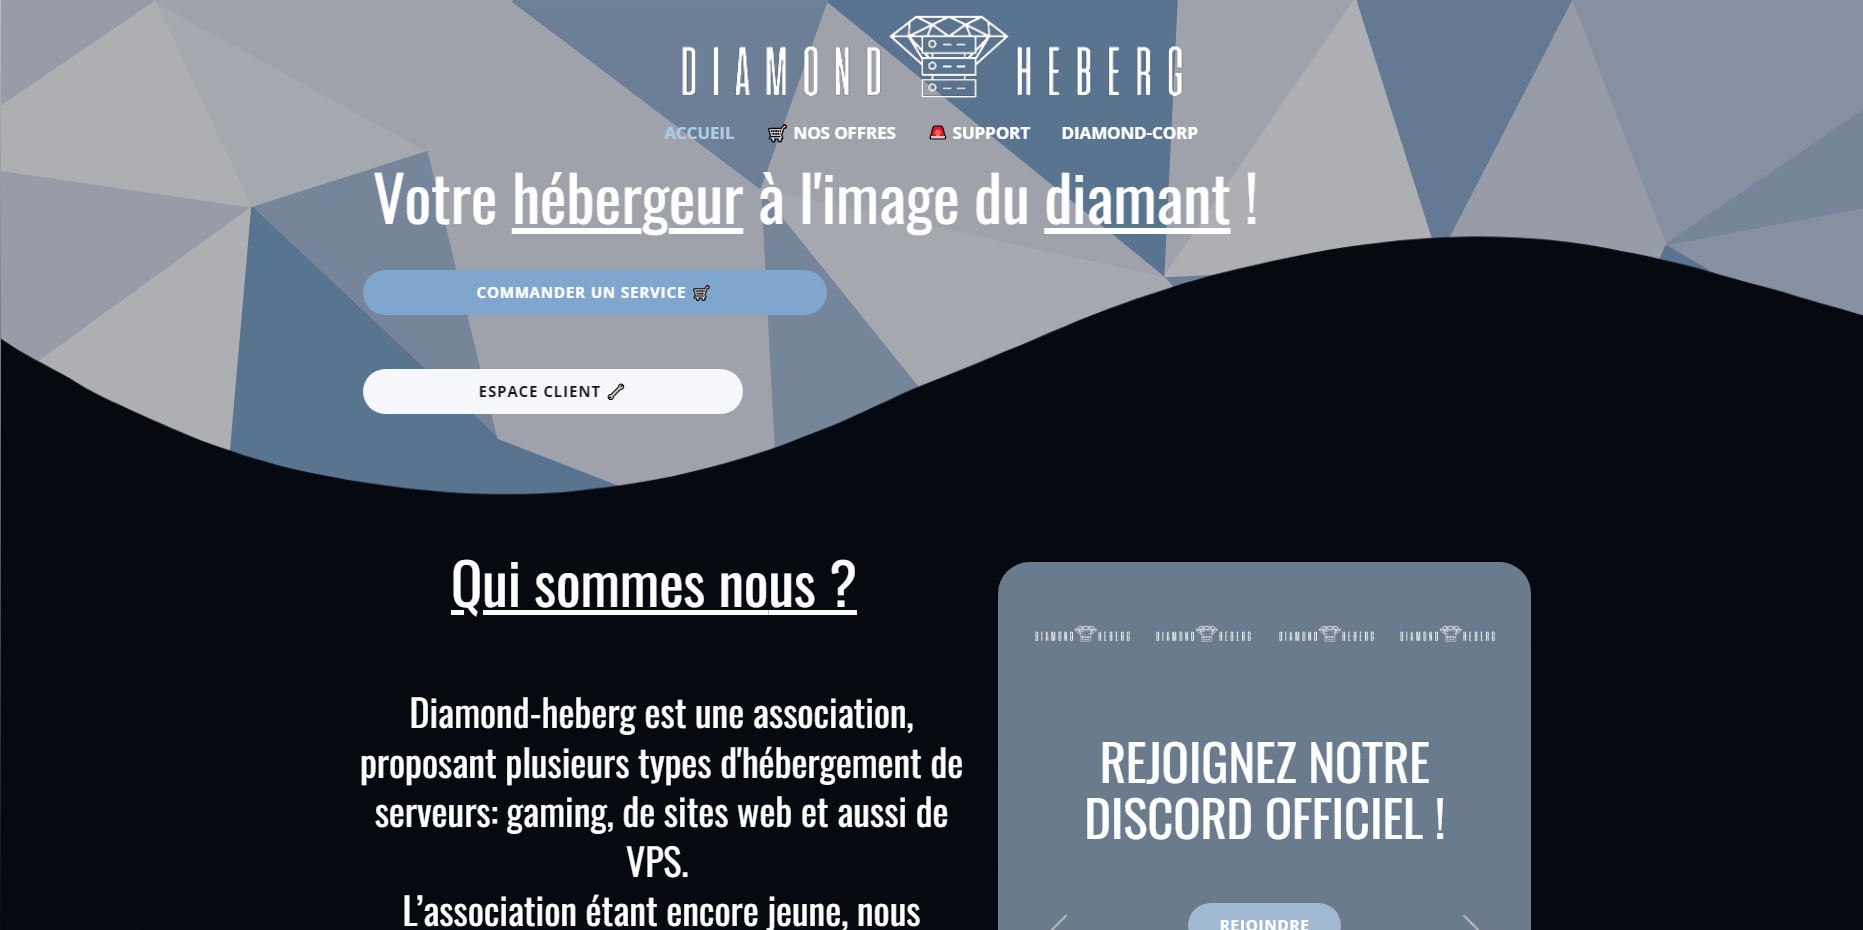 DIAMOND HEBERG
ACCUEIL 🛒 NOS OFFRES 🚨 SUPPORT DIAMOND-CORP
Votre hébergeur à l'image du diamant !
COMMANDER UN SERVICE 🛒
ESPACE CLIENT 🔗
Qui sommes nous ?
Diamond-heberg est une association,
proposant plusieurs types d'hébergement de
serveurs: gaming, de sites web et aussi de
VPS.
L’association étant encore jeune, nous
DIAMOND HEBERG DIAMOND HEBERG DIAMOND HEBERG DIAMOND HEBERG
REJOIGNEZ NOTRE
DISCORD OFFICIEL !
REJOINDRE